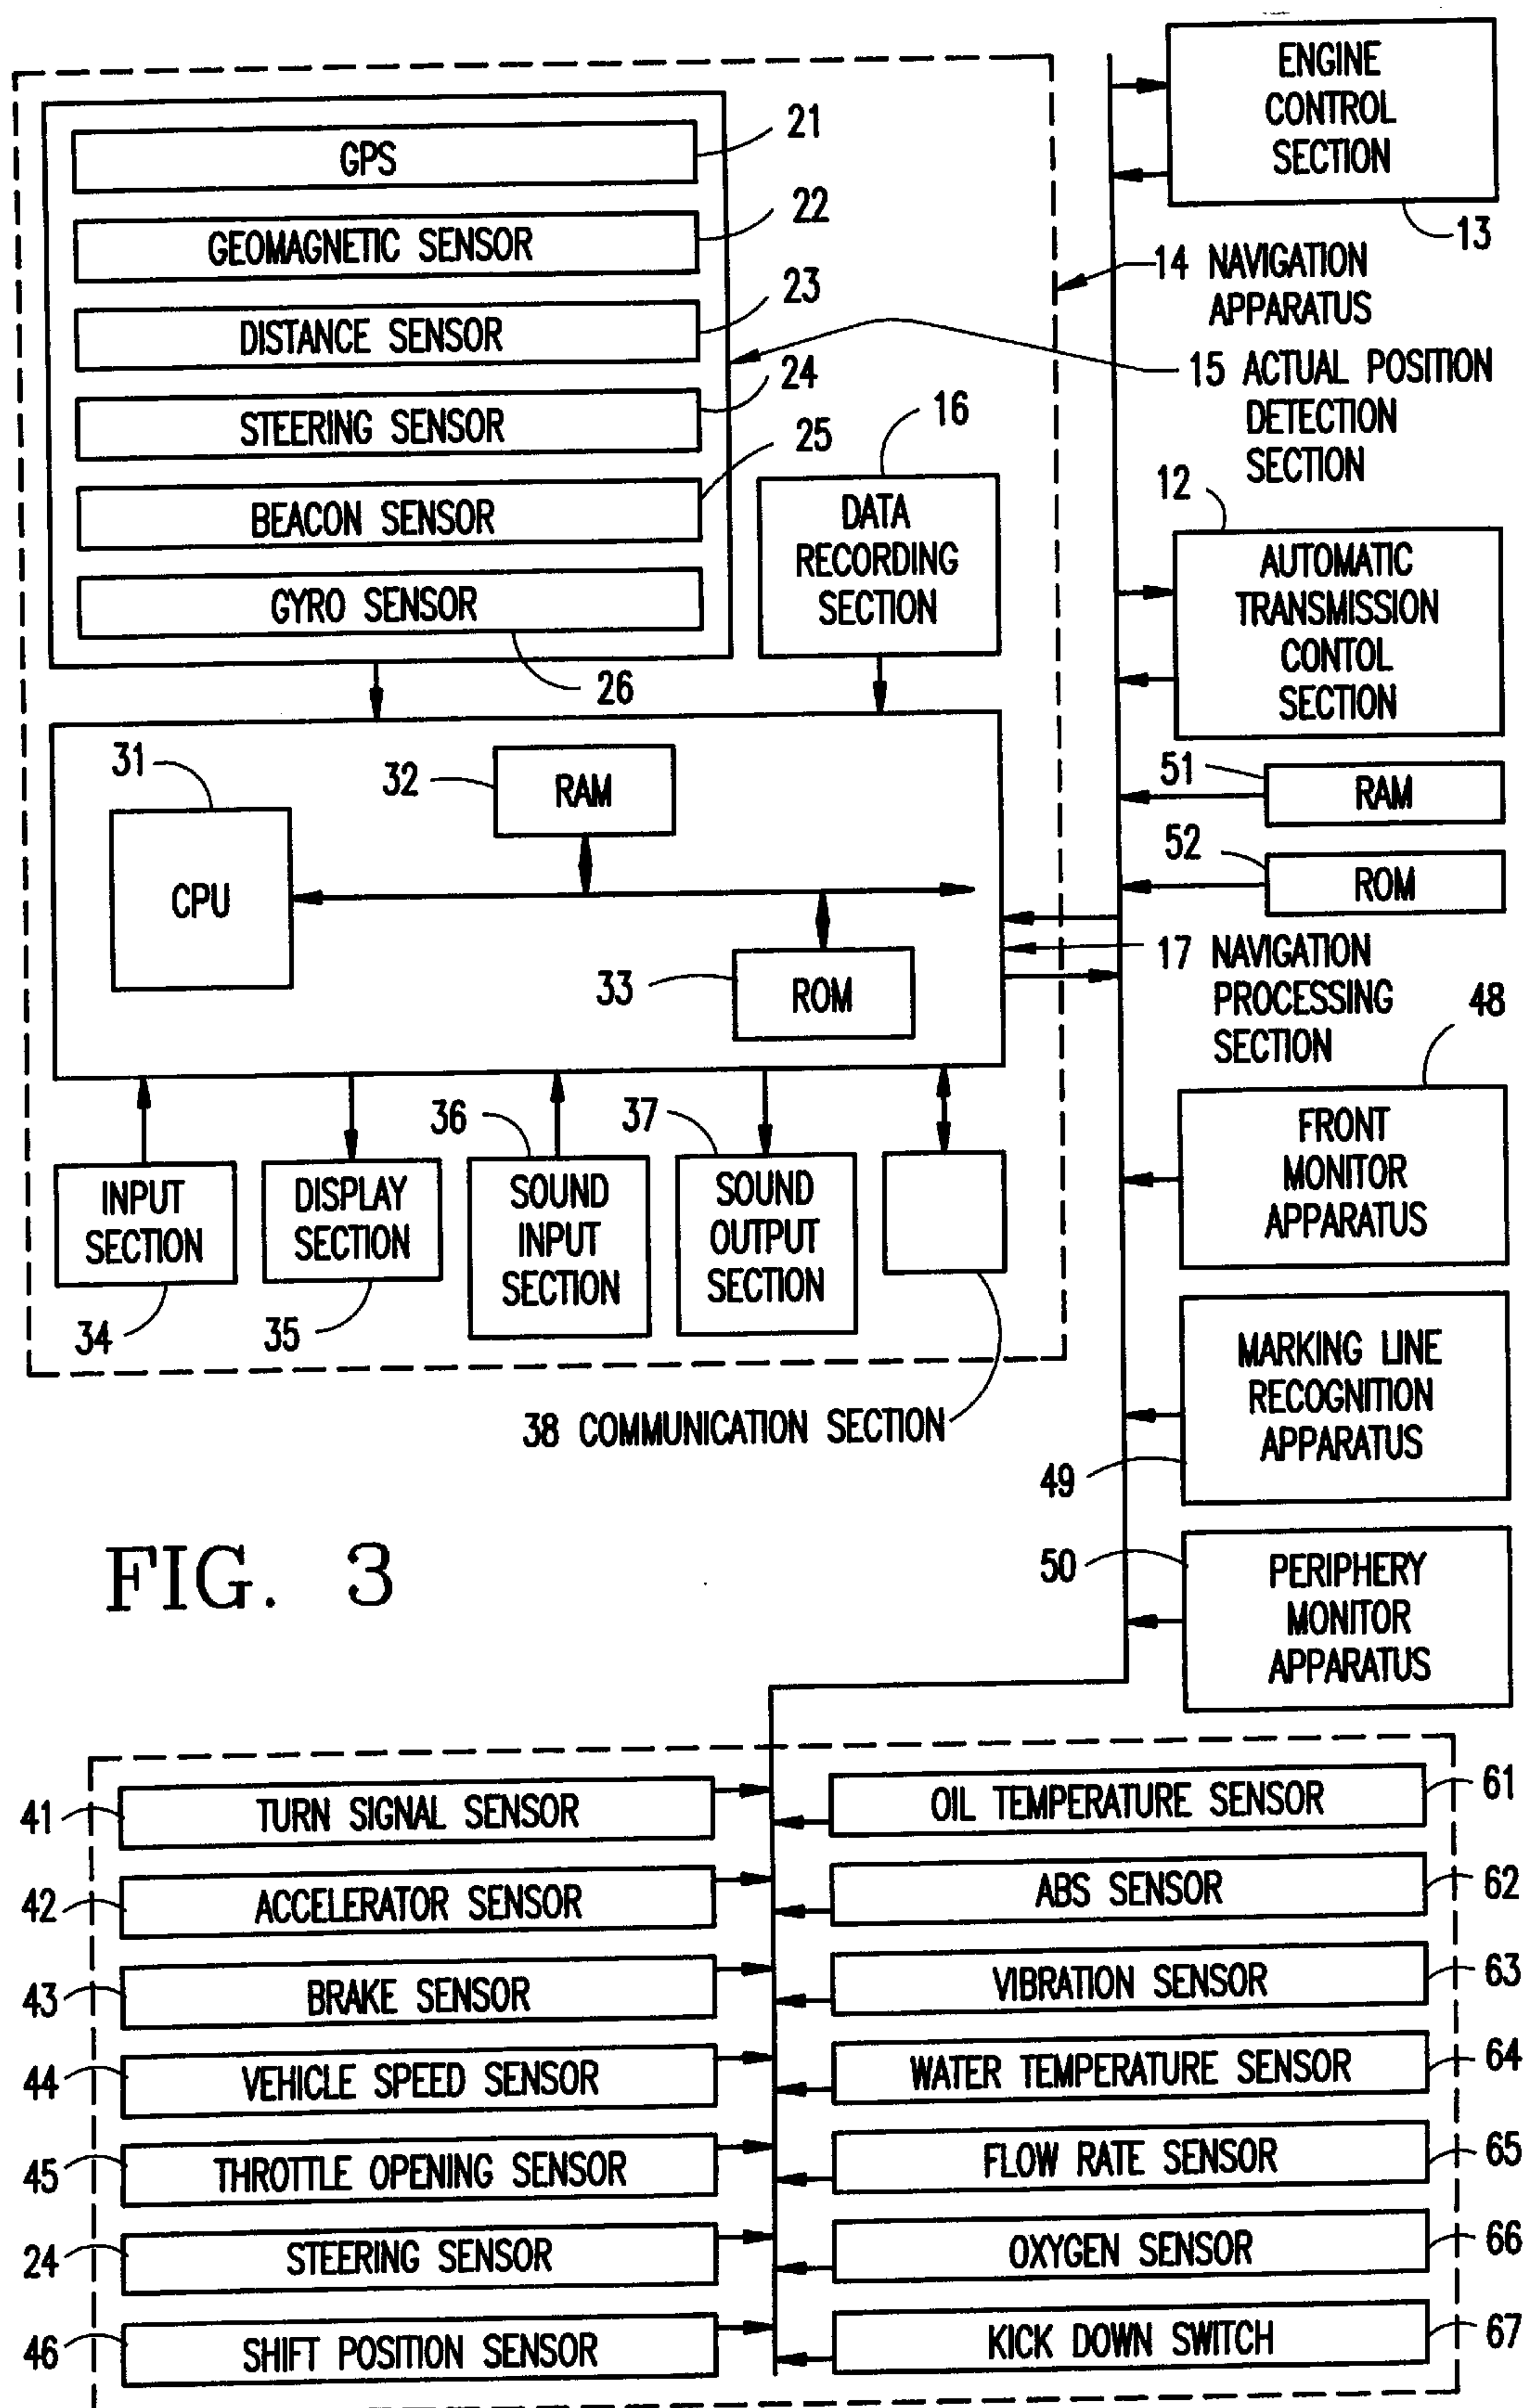 ENGINE
CONTROL
SECTION
13
GPS
21
GEOMAGNETIC SENSOR
22
DISTANCE SENSOR
23
STEERING SENSOR
24
BEACON SENSOR
25
GYRO SENSOR
26
14 NAVIGATION
APPARATUS
15 ACTUAL POSITION
DETECTION
SECTION
16
DATA
RECORDING
SECTION
12
AUTOMATIC
TRANSMISSION
CONTOL
SECTION
31
CPU
32
RAM
33
ROM
51
RAM
52
ROM
17 NAVIGATION
PROCESSING
SECTION
48
FRONT
MONITOR
APPARATUS
INPUT
SECTION
34
DISPLAY
SECTION
35
36
SOUND
INPUT
SECTION
37
SOUND
OUTPUT
SECTION
38 COMMUNICATION SECTION
MARKING LINE
RECOGNITION
APPARATUS
49
50
PERIPHERY
MONITOR
APPARATUS
FIG. 3
41
TURN SIGNAL SENSOR
OIL TEMPERATURE SENSOR
61
42
ACCELERATOR SENSOR
ABS SENSOR
62
43
BRAKE SENSOR
VIBRATION SENSOR
63
44
VEHICLE SPEED SENSOR
WATER TEMPERATURE SENSOR
64
45
THROTTLE OPENING SENSOR
FLOW RATE SENSOR
65
24
STEERING SENSOR
OXYGEN SENSOR
66
46
SHIFT POSITION SENSOR
KICK DOWN SWITCH
67